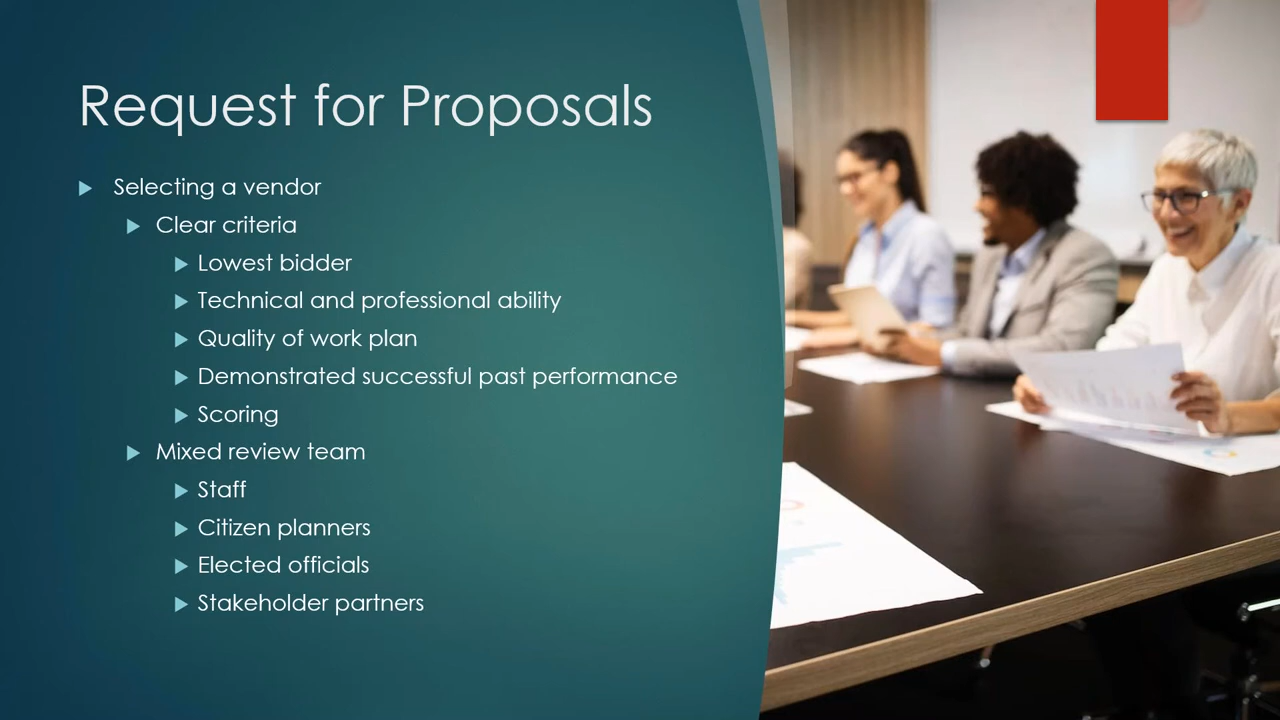 Request for Proposals
Selecting a vendor
Clear criteria
Lowest bidder
Technical and professional ability
Quality of work plan
Demonstrated successful past performance
Scoring
Mixed review team
Staff
Citizen planners
Elected officials
Stakeholder partners